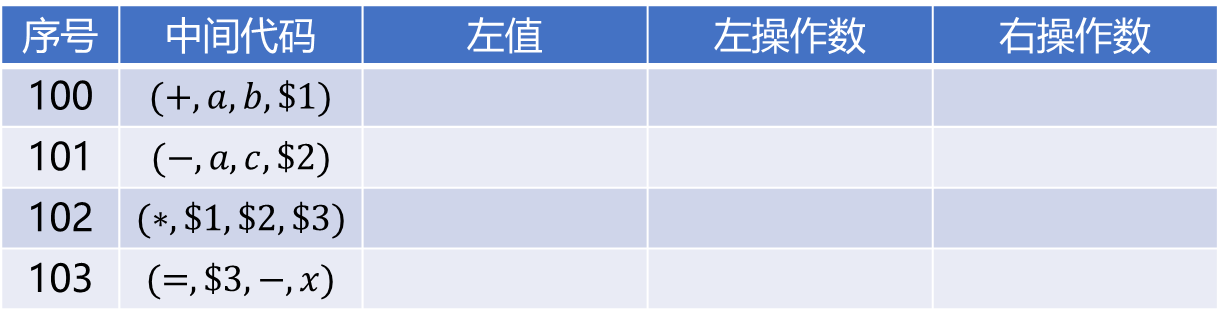 序号 中间代码 左值 左操作数 右操作数
100 (+, a, b, $1)
101 (−, a, c, $2)
102 (∗, $1, $2, $3)
103 (=, $3, −, x)